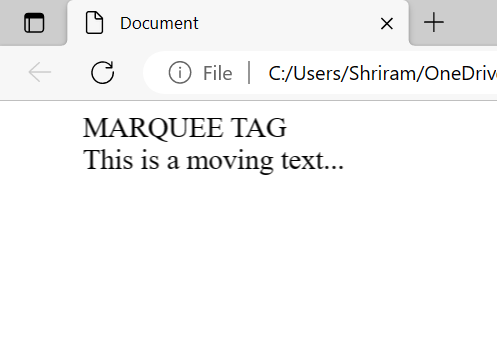 Document
File
C:/Users/Shriram/OneDrive
MARQUEE TAG
This is a moving text...